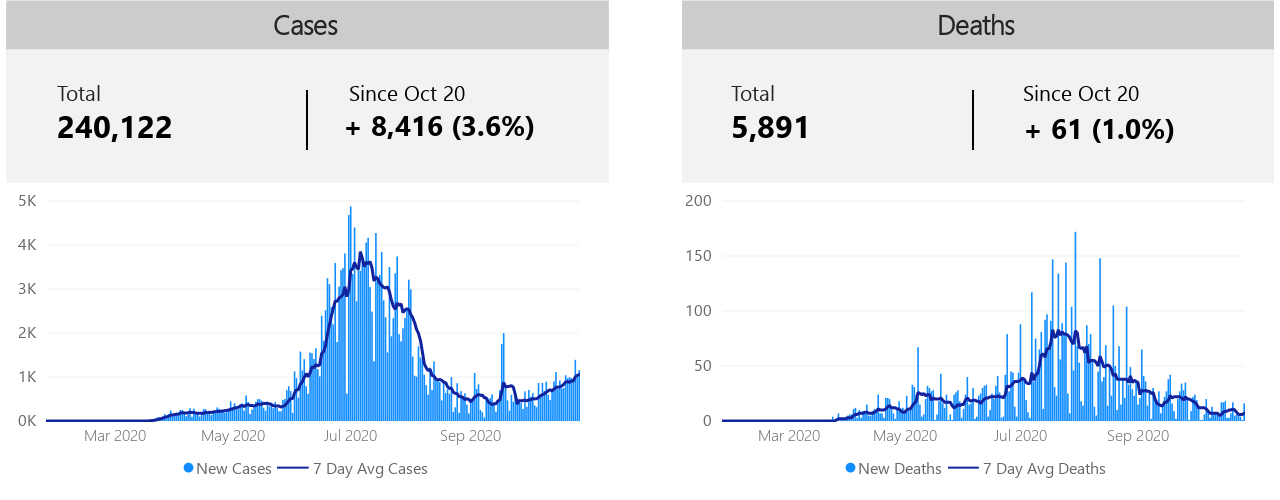 Cases
Total
Since Oct 20
240,122
+ 8,416 (3.6%)
5K
4K
3K
2K
1K
0K
Mar 2020
May 2020
Jul 2020
Sep 2020
New Cases
7 Day Avg Cases
Deaths
Total
Since Oct 20
5,891
+ 61 (1.0%)
200
150
100
50
0
Mar 2020
May 2020
Jul 2020
Sep 2020
New Deaths
7 Day Avg Deaths